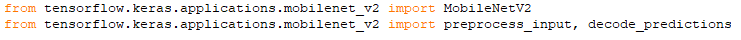 from tensorflow.keras.applications.mobilenet_v2 import MobileNetV2
from tensorflow.keras.applications.mobilenet_v2 import preprocess_input, decode_predictions